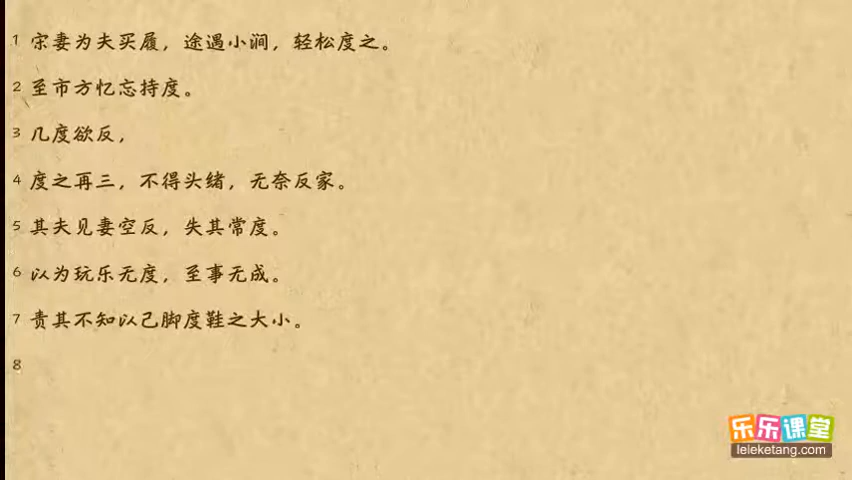 1 宋妻为夫买履，途遇小涧，轻松度之。
2 至市方忆忘持度。
3 几度欲反，
4 度之再三，不得头绪，无奈反家。
5 其夫见妻空反，失其常度。
6 以为玩乐无度，至事无成。
7 责其不知以己脚度鞋之大小。
8
乐乐课堂
leleketang.com